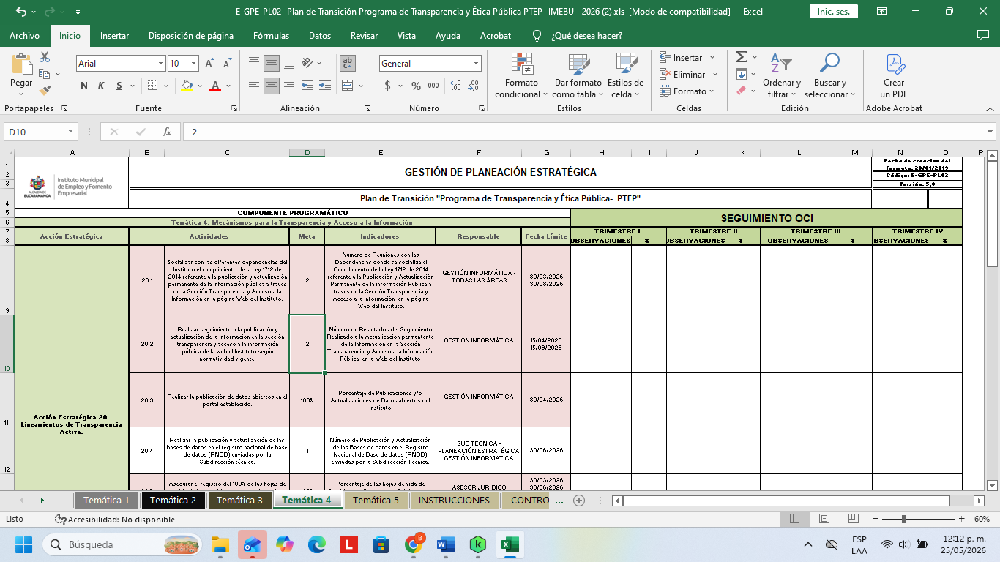 E-GPE-PL02- Plan de Transición Programa de Transparencia y Ética Pública PTEP- IMEBU - 2026 (2).xls [Modo de compatibilidad] - Excel
Inic. ses.
Archivo Inicio Insertar Disposición de página Fórmulas Datos Revisar Vista Ayuda Acrobat ¿Qué desea hacer?
Pegar
Arial 10
N K S
ab
General
$ % 000
Formato condicional
Dar formato como tabla
Estilos de celda
Insertar
Eliminar
Formato
Ordenar y filtrar
Buscar y seleccionar
Crear un PDF
Portapapeles Fuente Alineación Número Estilos Celdas Edición Adobe Acrobat
D10 fx 2
A B C D E F G H I J K L M N O P
1
2
3
4
5
6
7
8
9
10
11
12
Instituto Municipal
de Empleo y Fomento
Empresarial
ALCALDÍA DE
BUCARAMANGA
GESTIÓN DE PLANEACIÓN ESTRATÉGICA
Fecha de creación del
formato: 28/01/2019
Código: E-GPE-PL02
Versión: 5,0
Plan de Transición "Programa de Transparencia y Ética Pública- PTEP"
COMPONENTE PROGRAMÁTICO
Temática 4: Mecánismos para la Transparencia y Acceso a la Información
SEGUIMIENTO OCI
Acción Estratégica Actividades Meta Indicadores Responsable Fecha Límite
TRIMESTRE I TRIMESTRE II TRIMESTRE III TRIMESTRE IV
OBSERVACIONES % OBSERVACIONES % OBSERVACIONES % OBSERVACIONES %
Acción Estratégica 20.
Lineamientos de Transparencia
Activa.
20.1
Socializar con las diferentes dependencias del
Instituto el cumplimiento de la Ley 1712 de
2014 referente a la publicación y actualización
permanente de la información pública a través
de la Sección Transparencia y Acceso a la
Información en la página Web del Instituto.
2
Número de Reuniones con las
Dependencias donde se socializa el
Cumplimiento de la Ley 1712 de 2014
referente a la Publicación y Actualización
Permanente de la información Pública a
traves de la Sección Transparencia y
Acceso a la Información en la página
Web del Instituto.
GESTIÓN INFORMÁTICA -
TODAS LAS ÁREAS
30/03/2026
30/08/2026
20.2
Realizar seguimiento a la publicación y
actualización de la información en la sección
transparencia y acceso a la información
pública de la web el Instituto según
normatividad vigente.
2
Número de Resultados del Seguimiento
Realizado a la Actualización permantente
de la Información en la Sección
Transparencia y Acceso a la Información
Pública en la Web del Instituto
GESTIÓN INFORMÁTICA
15/04/2026
15/09/2026
20.3
Realizar la publicación de datos abiertos en el
portal establecido.
100%
Porcentaje de Publicaciones y/o
Actualizaciones de Datos abiertos del
Instituto
GESTIÓN INFORMÁTICA
30/04/2026
20.4
Realizar la publicación y actualización de las
bases de datos en el registro nacional de base
de datos (RNBD) enviadas por la
Subdirección técnica.
1
Número de Publicación y Actualización
de las Bases de datos en el Registro
Nacional de Base de datos (RNBD)
enviadas por la Subdirección Técnica.
SUB TÉCNICA -
PLANEACIÓN ESTRATÉGICA
GESTIÓN INFORMATICA
30/06/2026
Asegurar el registro del 100% de las hojas de
Porcentaje de las hojas de vida de
ASESOR JURÍDICO
30/03/2026
30/06/2026
Temática 1 Temática 2 Temática 3 Temática 4 Temática 5 INSTRUCCIONES CONTRO ...
Listo Accesibilidad: No disponible 60%
Búsqueda
ESP
LAA
12:12 p. m.
25/05/2026